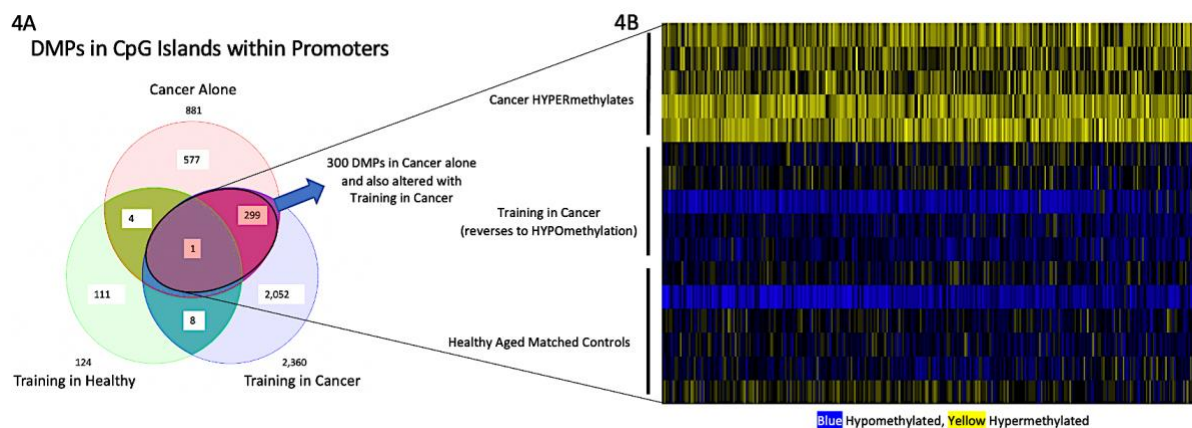 4A
DMPs in CpG Islands within Promoters
Cancer Alone
881
577
4
299
1
111
2,052
8
124
Training in Healthy
2,360
Training in Cancer
300 DMPs in Cancer alone
and also altered with
Training in Cancer
4B
Cancer HYPERmethylates
Training in Cancer
(reverses to HYPOmethylation)
Healthy Aged Matched Controls
Blue Hypomethylated, Yellow Hypermethylated